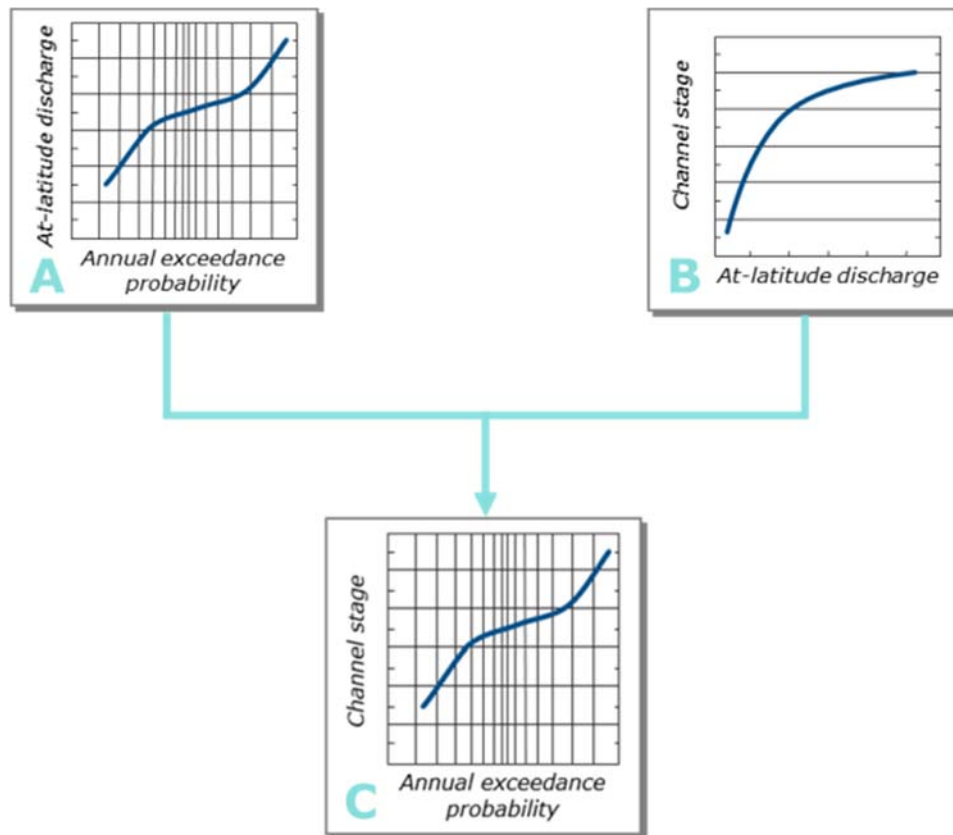 At-latitude discharge
Annual exceedance
probability
A
Channel stage
At-latitude discharge
B
Channel stage
Annual exceedance
probability
C